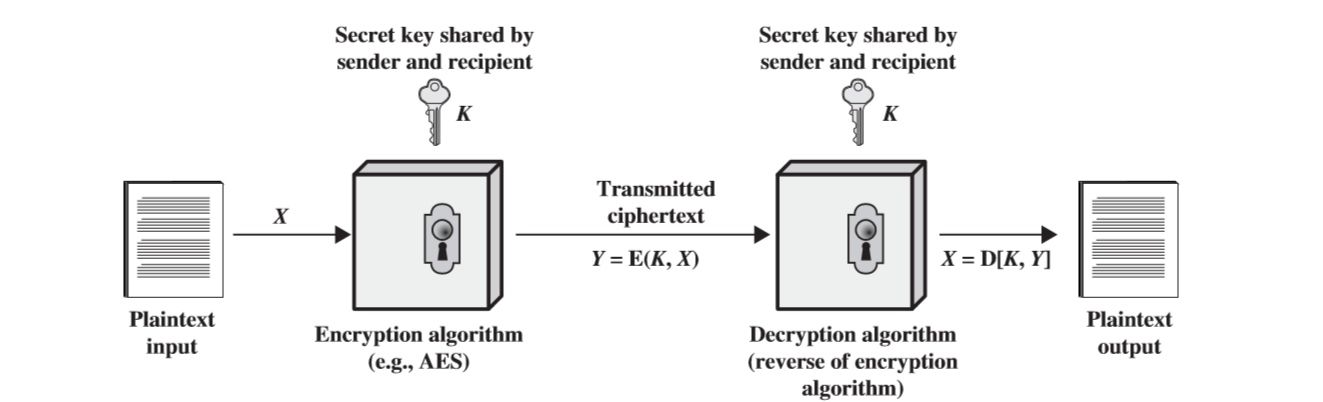 Secret key shared by
sender and recipient
K
Secret key shared by
sender and recipient
K
X
Transmitted
ciphertext
Y = E(K, X)
X = D[K, Y]
Plaintext
input
Encryption algorithm
(e.g., AES)
Decryption algorithm
(reverse of encryption
algorithm)
Plaintext
output